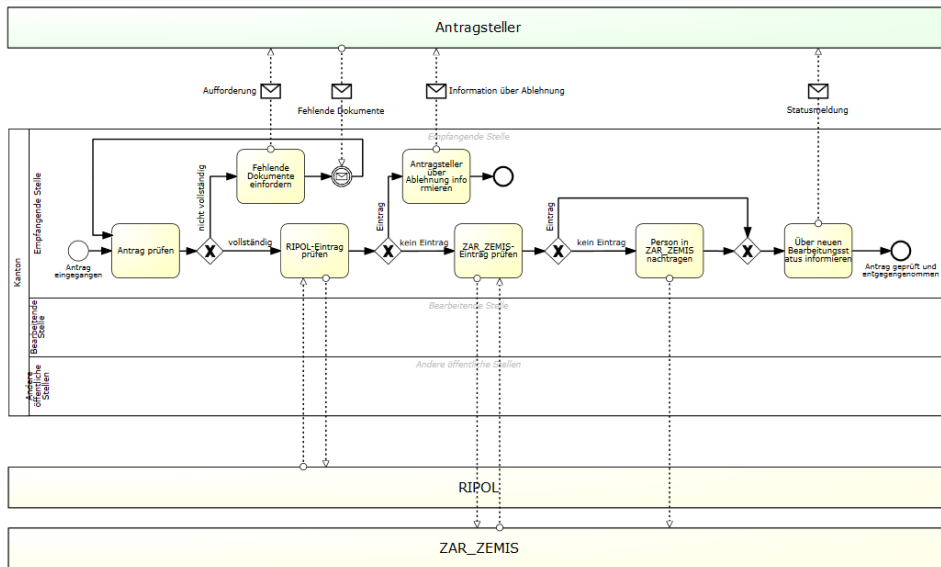 Antragsteller
Aufforderung
Fehlende Dokumente
Information über Ablehnung
Statusmeldung
Kanton
Empfangende Stelle
Empfangende Stelle
nicht vollständig
Fehlende
Dokumente
einfordern
Eintrag
Antragsteller
über
Ablehnung info
rmieren
Eintrag
Antrag
eingegangen
Antrag prüfen
vollständig
RIPOL-Eintrag
prüfen
kein Eintrag
ZAR_ZEMIS-
Eintrag prüfen
kein Eintrag
Person in
ZAR_ZEMIS
nachtragen
Über neuen
Bearbeitungsst
atus informieren
Antrag geprüft und
entgegengenommen
Bearbeitende
Stelle
Bearbeitende Stelle
Andere
öffentliche
Stellen
Andere öffentliche Stellen
RIPOL
ZAR_ZEMIS